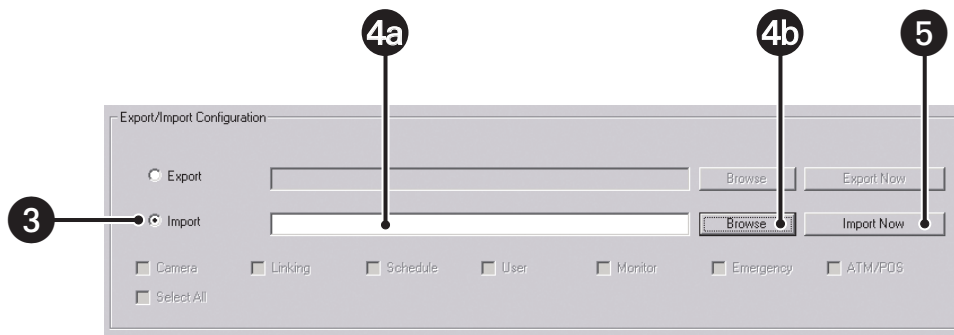 4a 4b 5
Export/Import Configuration
Export Browse Export Now
3 Import Browse Import Now
Camera Linking Schedule User Monitor Emergency ATM/POS
Select All